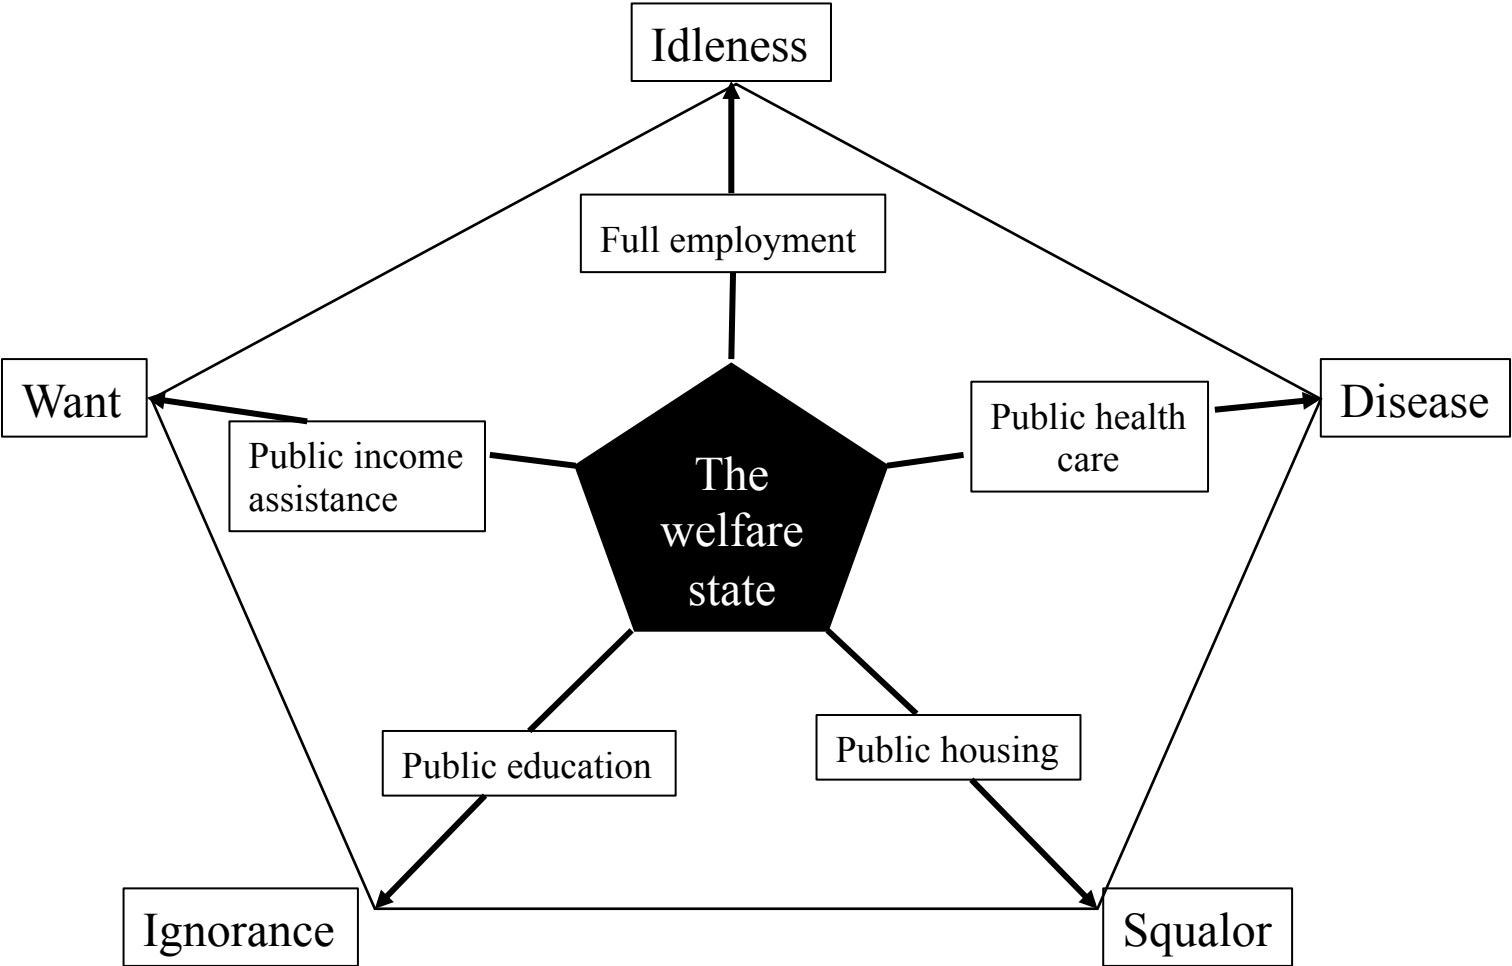 Idleness
Full employment
Want
Disease
Public income
assistance
Public health
care
The
welfare
state
Public education
Public housing
Ignorance
Squalor